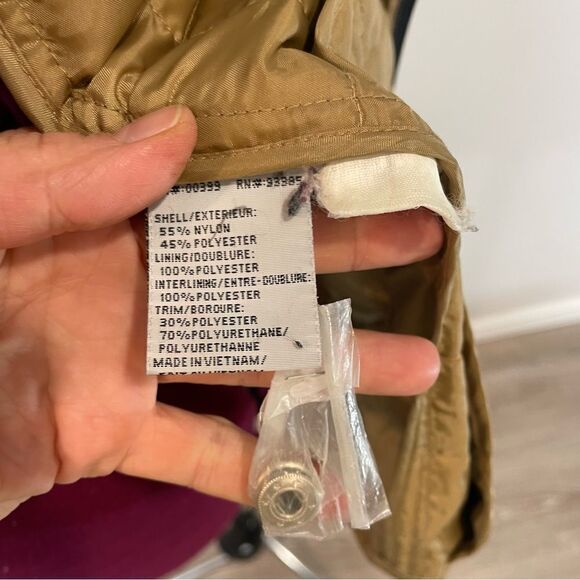 #:00399 RN#:93985
SHELL/EXTERIEUR:
55% NYLON
45% POLYESTER
LINING/DOUBLURE:
100% POLYESTER
INTERLINING/ENTRE-DOUBLURE:
100% POLYESTER
TRIM/BOROURE:
30% POLYESTER
70% POLYURETHANE/
POLYURETHANNE
MADE IN VIETNAM/